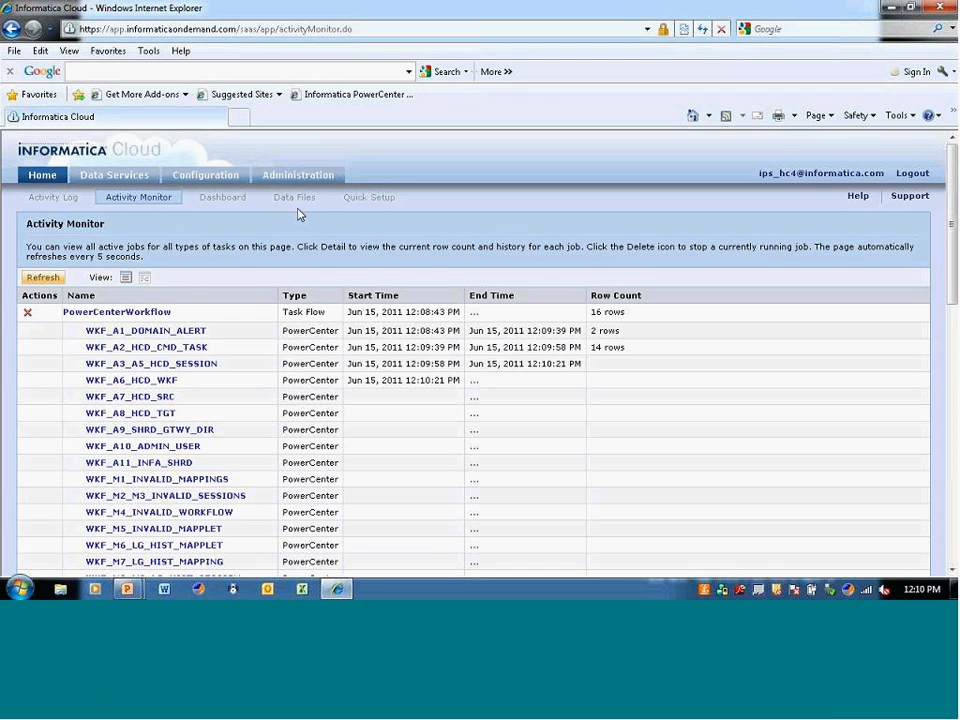 Informatica Cloud - Windows Internet Explorer
https://app.informaticaondemand.com/saas/app/activityMonitor.do
Google
File Edit View Favorites Tools Help
x Google Search More >> Sign In
Favorites Get More Add-ons Suggested Sites Informatica PowerCenter ...
Informatica Cloud Page Safety Tools
INFORMATICA Cloud
Home Data Services Configuration Administration ips_hc4@informatica.com Logout
Activity Log Activity Monitor Dashboard Data Files Quick Setup Help Support
Activity Monitor
You can view all active jobs for all types of tasks on this page. Click Detail to view the current row count and history for each job. Click the Delete icon to stop a currently running job. The page automatically
refreshes every 5 seconds.
Refresh View:
Actions Name Type Start Time End Time Row Count
PowerCenterWorkflow Task Flow Jun 15, 2011 12:08:43 PM ... 16 rows
WKF_A1_DOMAIN_ALERT PowerCenter Jun 15, 2011 12:08:43 PM Jun 15, 2011 12:09:39 PM 2 rows
WKF_A2_HCD_CMD_TASK PowerCenter Jun 15, 2011 12:09:39 PM Jun 15, 2011 12:09:58 PM 14 rows
WKF_A3_A5_HCD_SESSION PowerCenter Jun 15, 2011 12:09:58 PM Jun 15, 2011 12:10:21 PM
WKF_A6_HCD_WKF PowerCenter Jun 15, 2011 12:10:21 PM ...
WKF_A7_HCD_SRC PowerCenter ...
WKF_A8_HCD_TGT PowerCenter ...
WKF_A9_SHRD_GTWY_DIR PowerCenter ...
WKF_A10_ADMIN_USER PowerCenter ...
WKF_A11_INFA_SHRD PowerCenter ...
WKF_M1_INVALID_MAPPINGS PowerCenter ...
WKF_M2_M3_INVALID_SESSIONS PowerCenter ...
WKF_M4_INVALID_WORKFLOW PowerCenter ...
WKF_M5_INVALID_MAPPLET PowerCenter ...
WKF_M6_LG_HIST_MAPPLET PowerCenter ...
WKF_M7_LG_HIST_MAPPING PowerCenter ...
12:10 PM